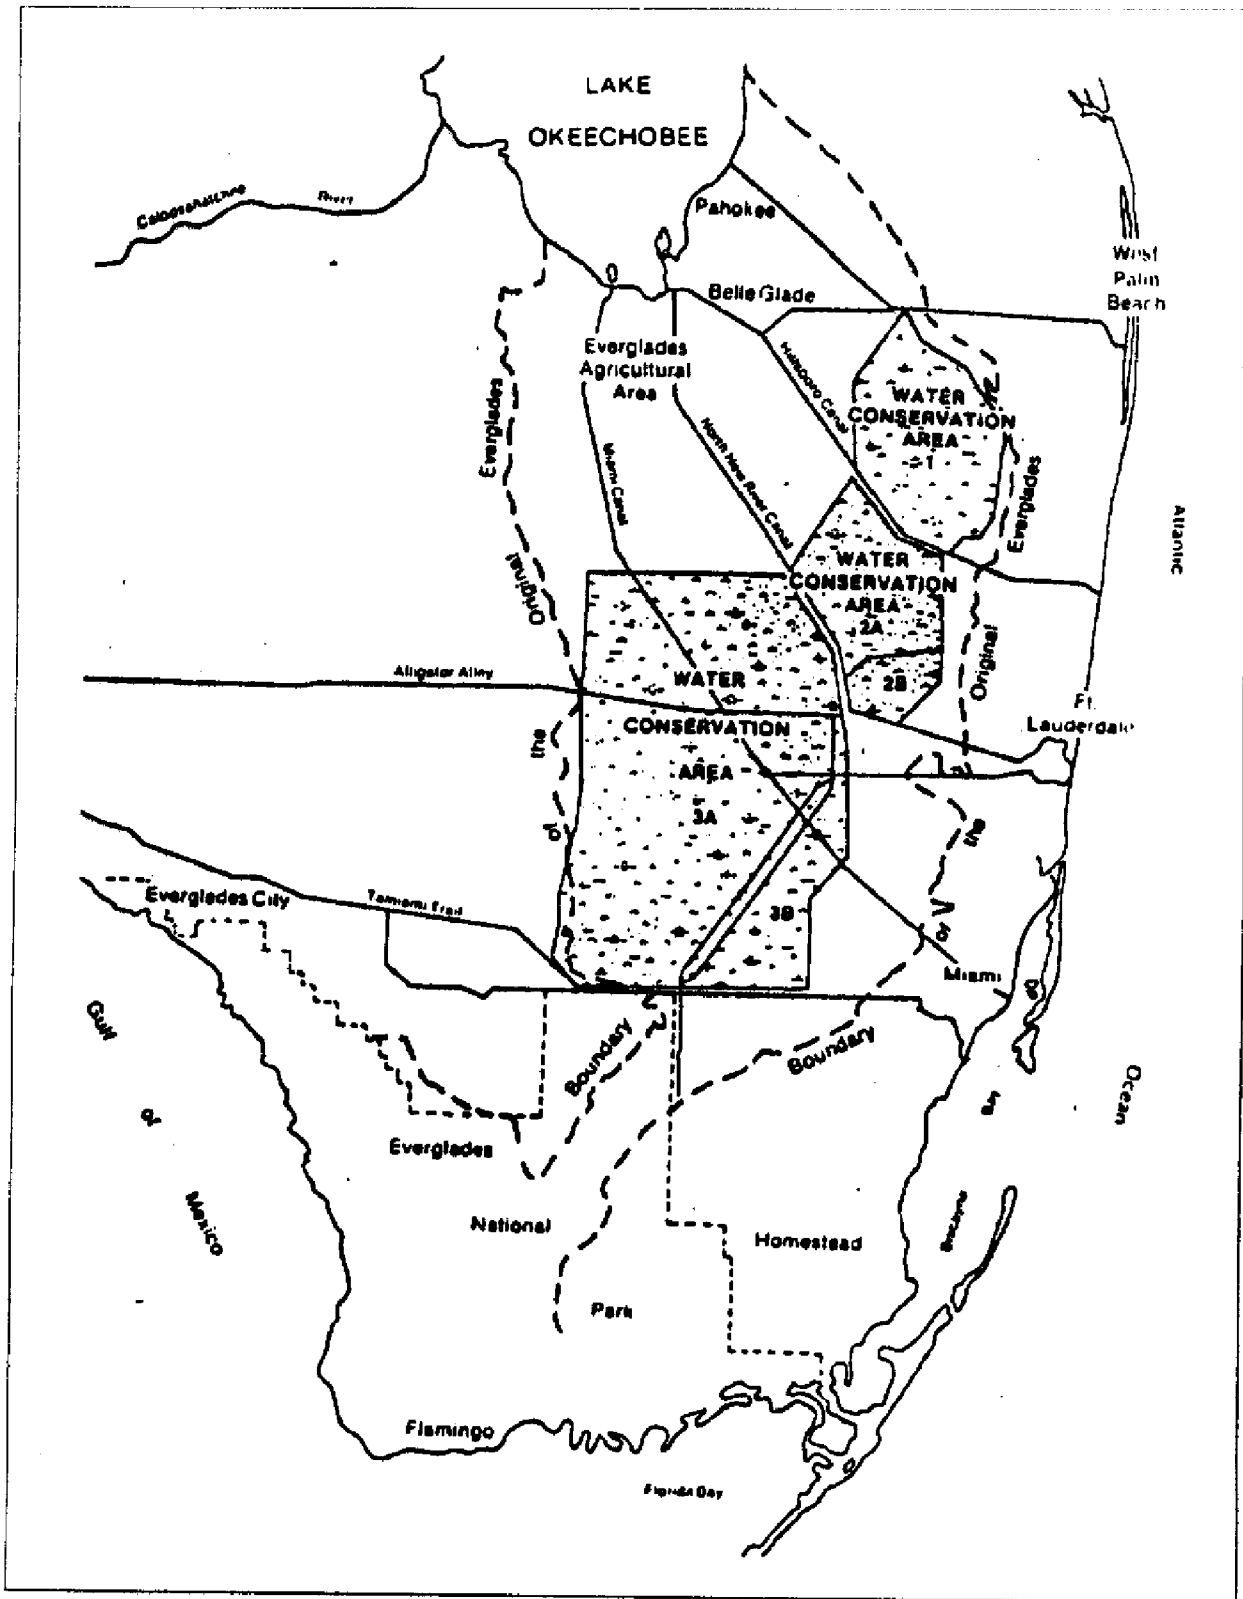 LAKE
OKEECHOBEE
Caloosahatchee
River
Pahokee
West
Palm
Beach
Belle Glade
Everglades
Agricultural
Area
Hillsboro Canal
WATER
CONSERVATION
AREA
1
Everglades
North New River Canal
Miami Canal
Everglades
Atlantic
WATER
CONSERVATION
AREA
2A
Original
Original
Alligator Alley
WATER
2B
Ft.
Lauderdale
CONSERVATION
the
AREA
3A
of
the
Everglades City
Tamiami Trail
3B
of
Miami
Gulf
of
Mexico
Boundary
Boundary
Ocean
Bay
Everglades
National
Park
Homestead
Biscayne
Flamingo
Florida Bay